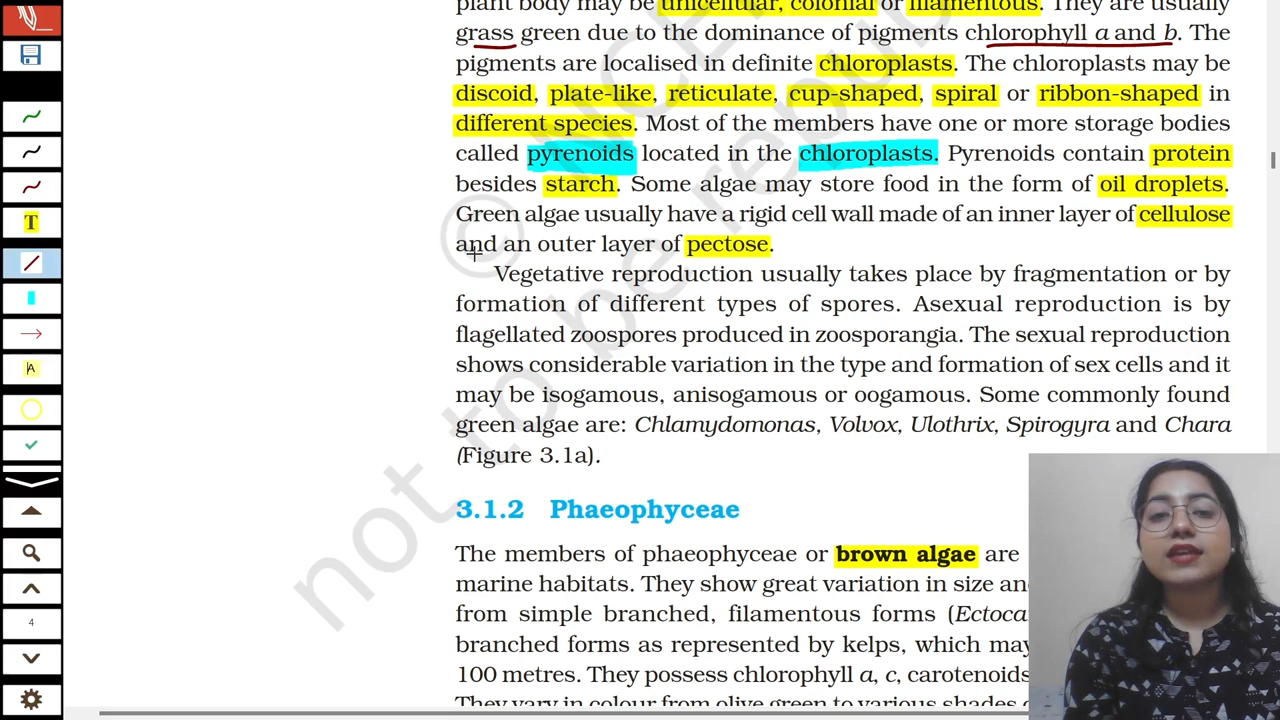 plant body may be unicellular, colonial or filamentous. They are usually
grass green due to the dominance of pigments chlorophyll a and b. The
pigments are localised in definite chloroplasts. The chloroplasts may be
discoid, plate-like, reticulate, cup-shaped, spiral or ribbon-shaped in
different species. Most of the members have one or more storage bodies
called pyrenoids located in the chloroplasts. Pyrenoids contain protein
besides starch. Some algae may store food in the form of oil droplets.
Green algae usually have a rigid cell wall made of an inner layer of cellulose
and an outer layer of pectose.
Vegetative reproduction usually takes place by fragmentation or by
formation of different types of spores. Asexual reproduction is by
flagellated zoospores produced in zoosporangia. The sexual reproduction
shows considerable variation in the type and formation of sex cells and it
may be isogamous, anisogamous or oogamous. Some commonly found
green algae are: Chlamydomonas, Volvox, Ulothrix, Spirogyra and Chara
(Figure 3.1a).
3.1.2 Phaeophyceae
The members of phaeophyceae or brown algae are
marine habitats. They show great variation in size
from simple branched, filamentous forms
branched forms as represented by kelps, which may
100 metres. They possess chlorophyll a, c, carotenoids
They vary in colour from olive green to various shades
not to be
©
T
A
4